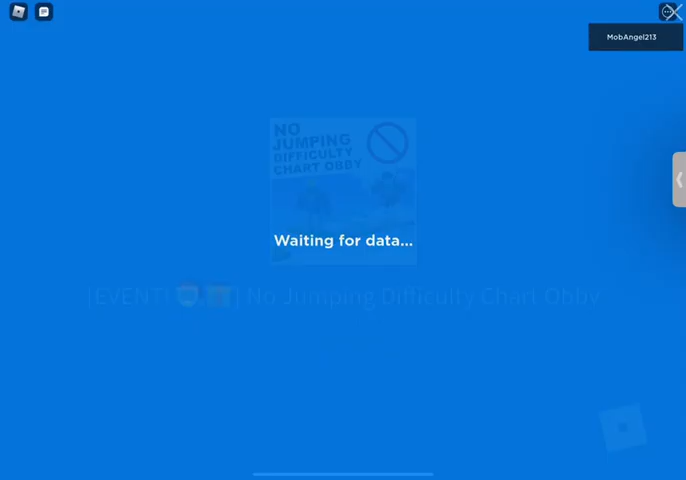 MobAngel213
NO
JUMPING
DIFFICULTY
CHART OBBY
Waiting for data...
[EVENT! ] No Jumping Difficulty Chart Obby